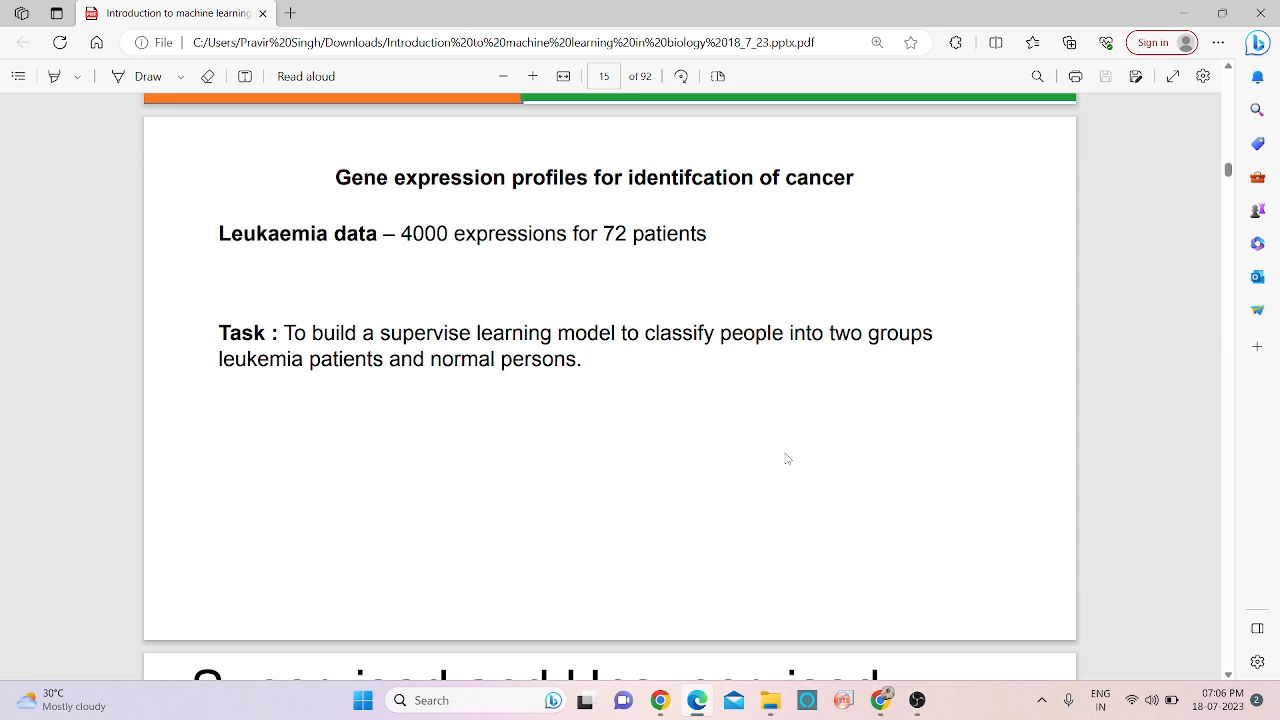 Introduction to machine learning
File
C:/Users/Pravir%20Singh/Downloads/Introduction%20to%20machine%20learning%20in%20biology%2018_7_23.pptx.pdf
Sign in
Draw
Read aloud
15 of 92
Gene expression profiles for identifcation of cancer
Leukaemia data – 4000 expressions for 72 patients
Task : To build a supervise learning model to classify people into two groups
leukemia patients and normal persons.
30°C
Mostly cloudy
Search
ENG
IN
07:06 PM
18-07-2023
2